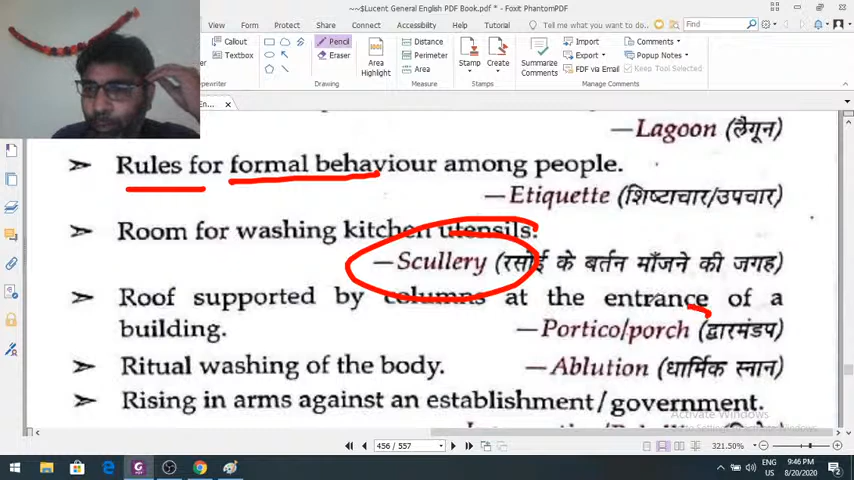 ~~$Lucent General English PDF Book.pdf * - Foxit PhantomPDF
Form Protect Share View Accessibility Help Tutorial
Tell me what you want to do...
Find
Callout
Textbox
Pencil
Eraser
Area Highlight
Distance
Perimeter
Area
Stamp
Create
Summarize Comments
Import
Export
FDF via Email
Comments
Popup Notes
Keep Tool Selected
Typewriter
Drawing
Measure
Stamps
Manage Comments
—Lagoon (लैगून)
➤ Rules for formal behaviour among people.
—Etiquette (शिष्टाचार/उपचार)
➤ Room for washing kitchen utensils.
—Scullery (रसोई के बर्तन माँजने की जगह)
➤ Roof supported by columns at the entrance of a
building. —Portico/porch (द्वारमंडप)
➤ Ritual washing of the body.
—Ablution (धार्मिक स्नान)
➤ Rising in arms against an establishment/government.
Activate Windows
456 / 557
321.50%
ENG
US
9:46 PM
8/20/2020
2